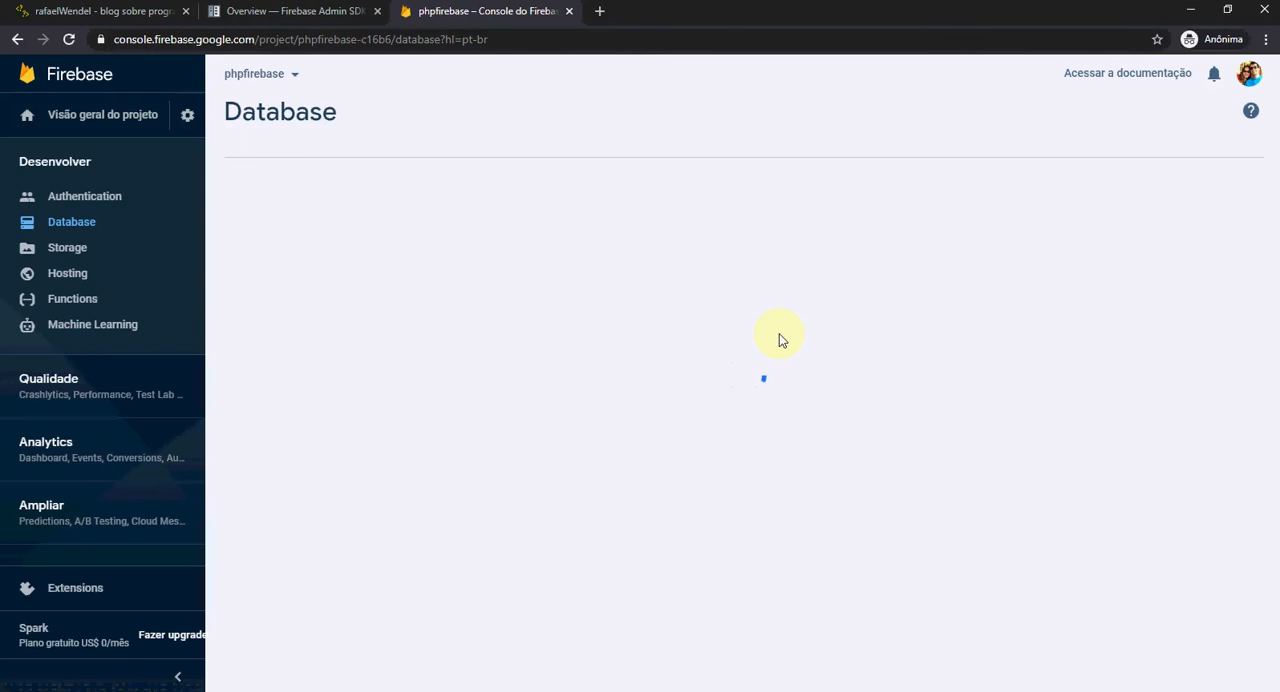 rafaelWendel - blog sobre progra
Overview — Firebase Admin SDK
phpfirebase – Console do Fireba
console.firebase.google.com/project/phpfirebase-c16b6/database?hl=pt-br
Anônima
Firebase
phpfirebase
Acessar a documentação
Visão geral do projeto
Database
Desenvolver
Authentication
Database
Storage
Hosting
Functions
Machine Learning
Qualidade
Crashlytics, Performance, Test Lab ...
Analytics
Dashboard, Events, Conversions, Au...
Ampliar
Predictions, A/B Testing, Cloud Mes...
Extensions
Spark
Plano gratuito US$ 0/mês
Fazer upgrade